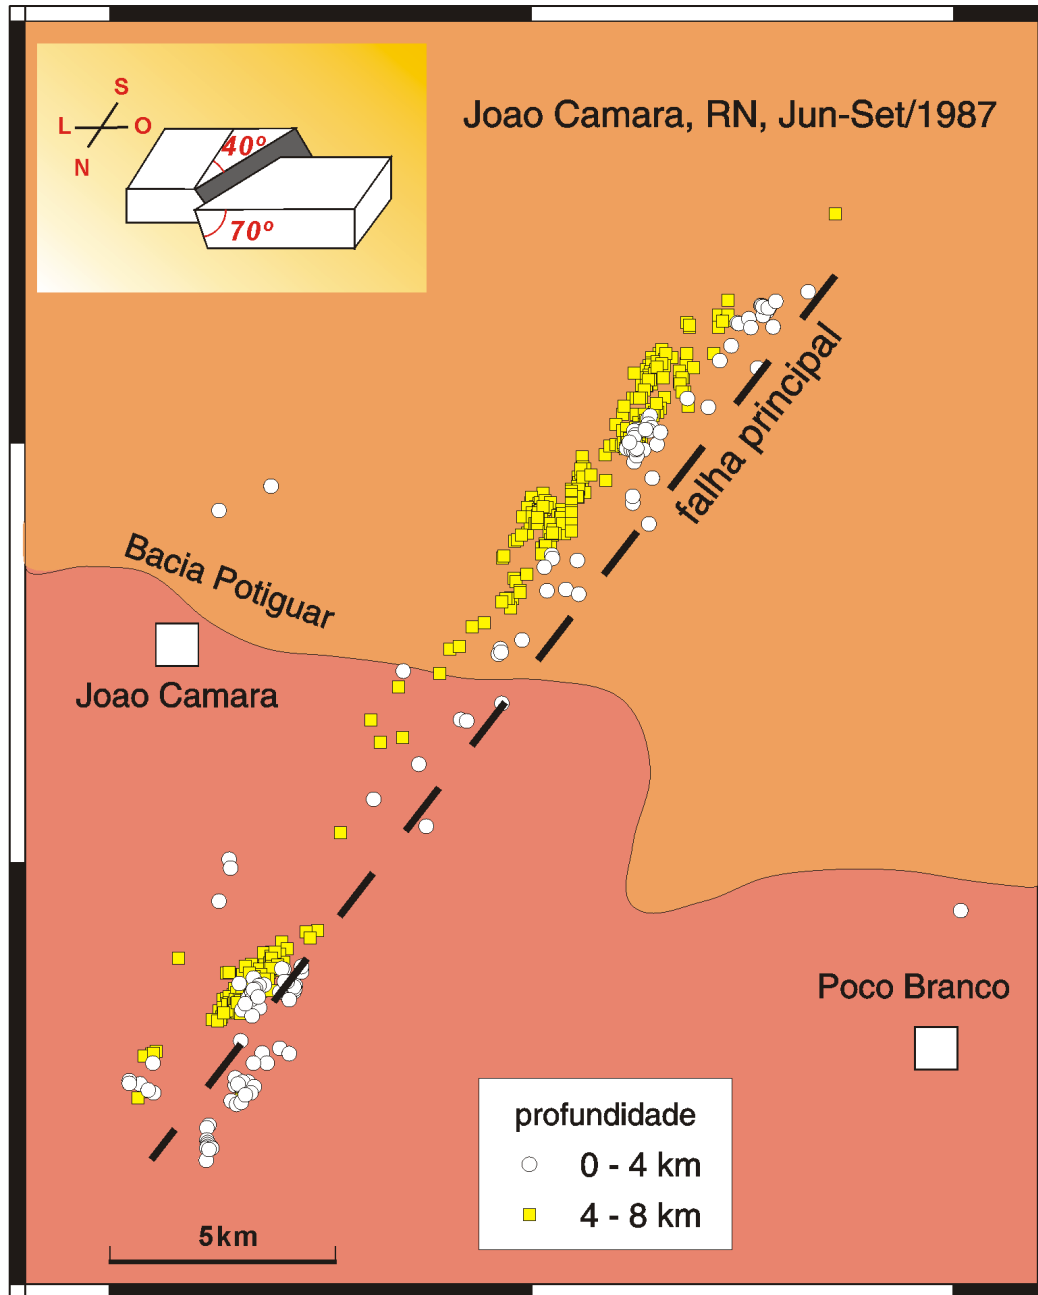 S
L O
N
40º
70º
Joao Camara, RN, Jun-Set/1987
falha principal
Bacia Potiguar
Joao Camara
Poco Branco
profundidade
0 - 4 km
4 - 8 km
5km